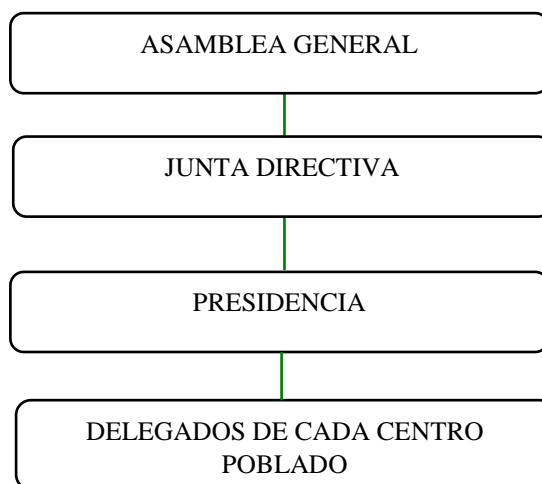 ASAMBLEA GENERAL
JUNTA DIRECTIVA
PRESIDENCIA
DELEGADOS DE CADA CENTRO
POBLADO